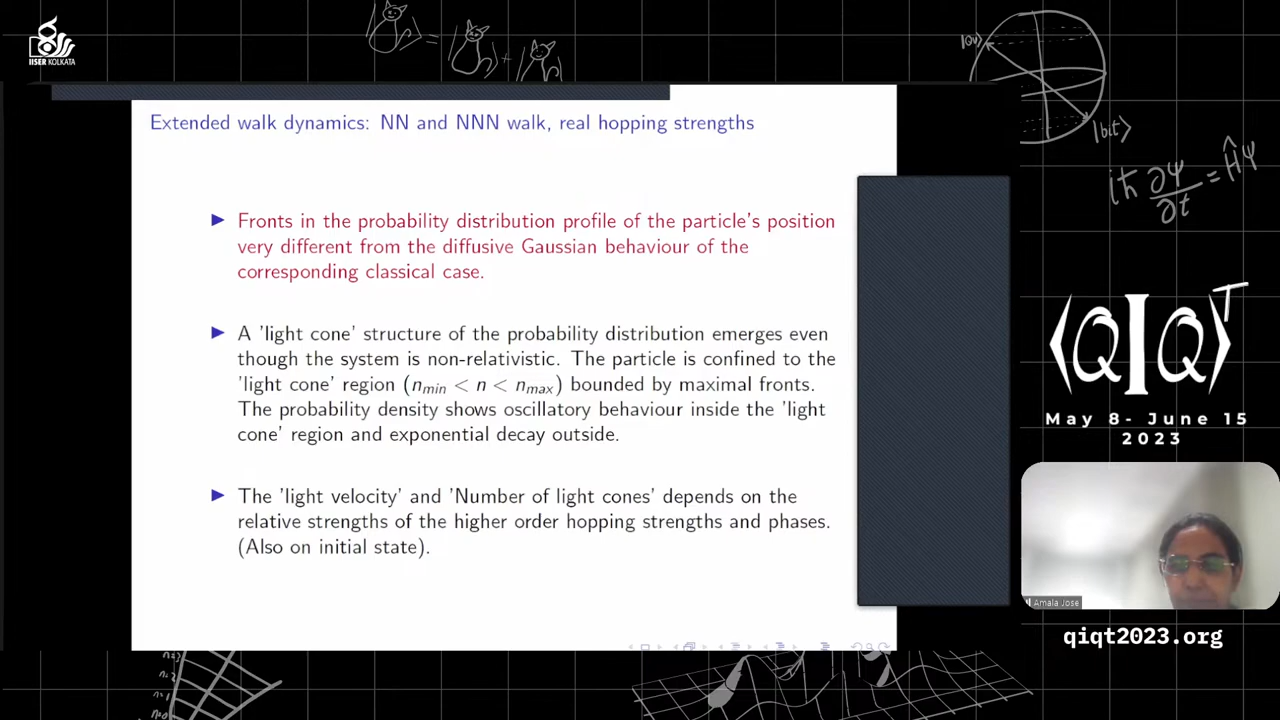 IISER KOLKATA
Extended walk dynamics: NN and NNN walk, real hopping strengths
Fronts in the probability distribution profile of the particle's position
very different from the diffusive Gaussian behaviour of the
corresponding classical case.
A 'light cone' structure of the probability distribution emerges even
though the system is non-relativistic. The particle is confined to the
'light cone' region (n_min < n < n_max) bounded by maximal fronts.
The probability density shows oscillatory behaviour inside the 'light
cone' region and exponential decay outside.
The 'light velocity' and 'Number of light cones' depends on the
relative strengths of the higher order hopping strengths and phases.
(Also on initial state).
|bit⟩
iħ ∂ψ/∂t = Ĥψ
⟨QIQ⟩T
May 8- June 15
2023
Amala Jose
qiqt2023.org
n=2
n=1
n=0